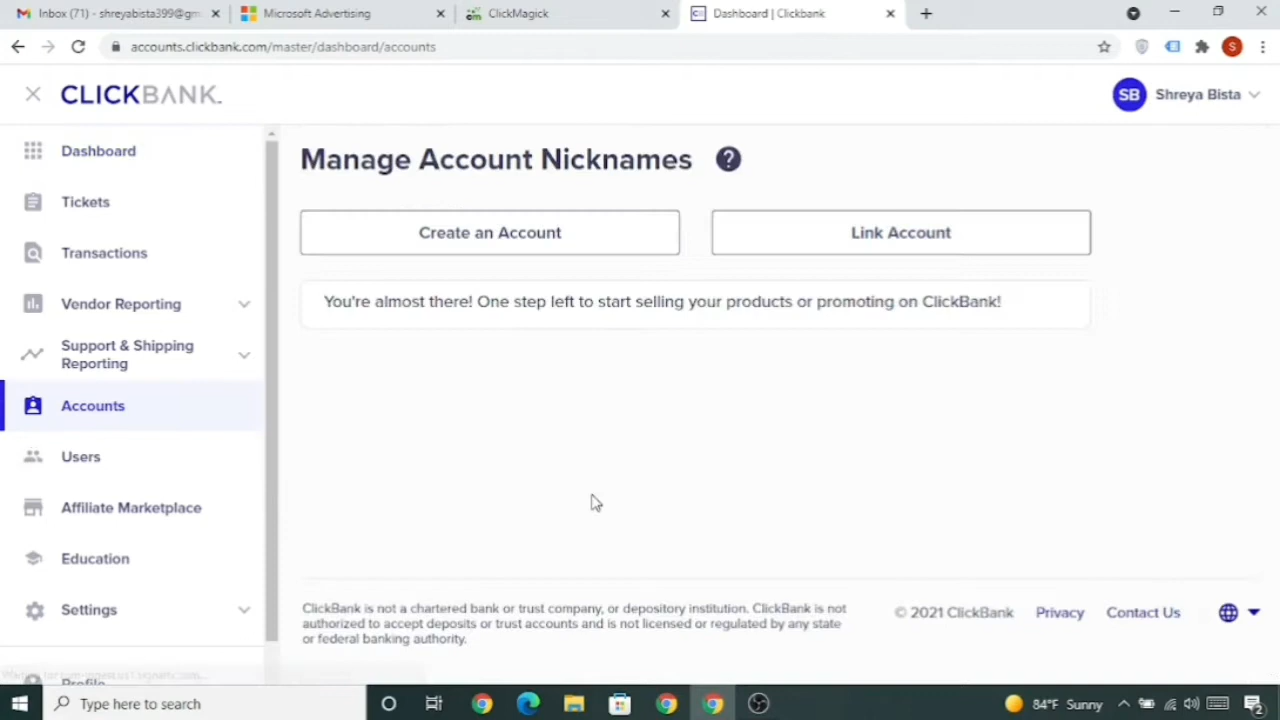 Inbox (71) - shreyabista399@gm
Microsoft Advertising
ClickMagick
Dashboard | Clickbank
accounts.clickbank.com/master/dashboard/accounts
S
CLICKBANK.
SB
Shreya Bista
Dashboard
Tickets
Transactions
Vendor Reporting
Support & Shipping
Reporting
Accounts
Users
Affiliate Marketplace
Education
Settings
Profile
Manage Account Nicknames
?
Create an Account
Link Account
You're almost there! One step left to start selling your products or promoting on ClickBank!
ClickBank is not a chartered bank or trust company, or depository institution. ClickBank is not
authorized to accept deposits or trust accounts and is not licensed or regulated by any state
or federal banking authority.
© 2021 ClickBank
Privacy
Contact Us
Type here to search
84°F Sunny
2